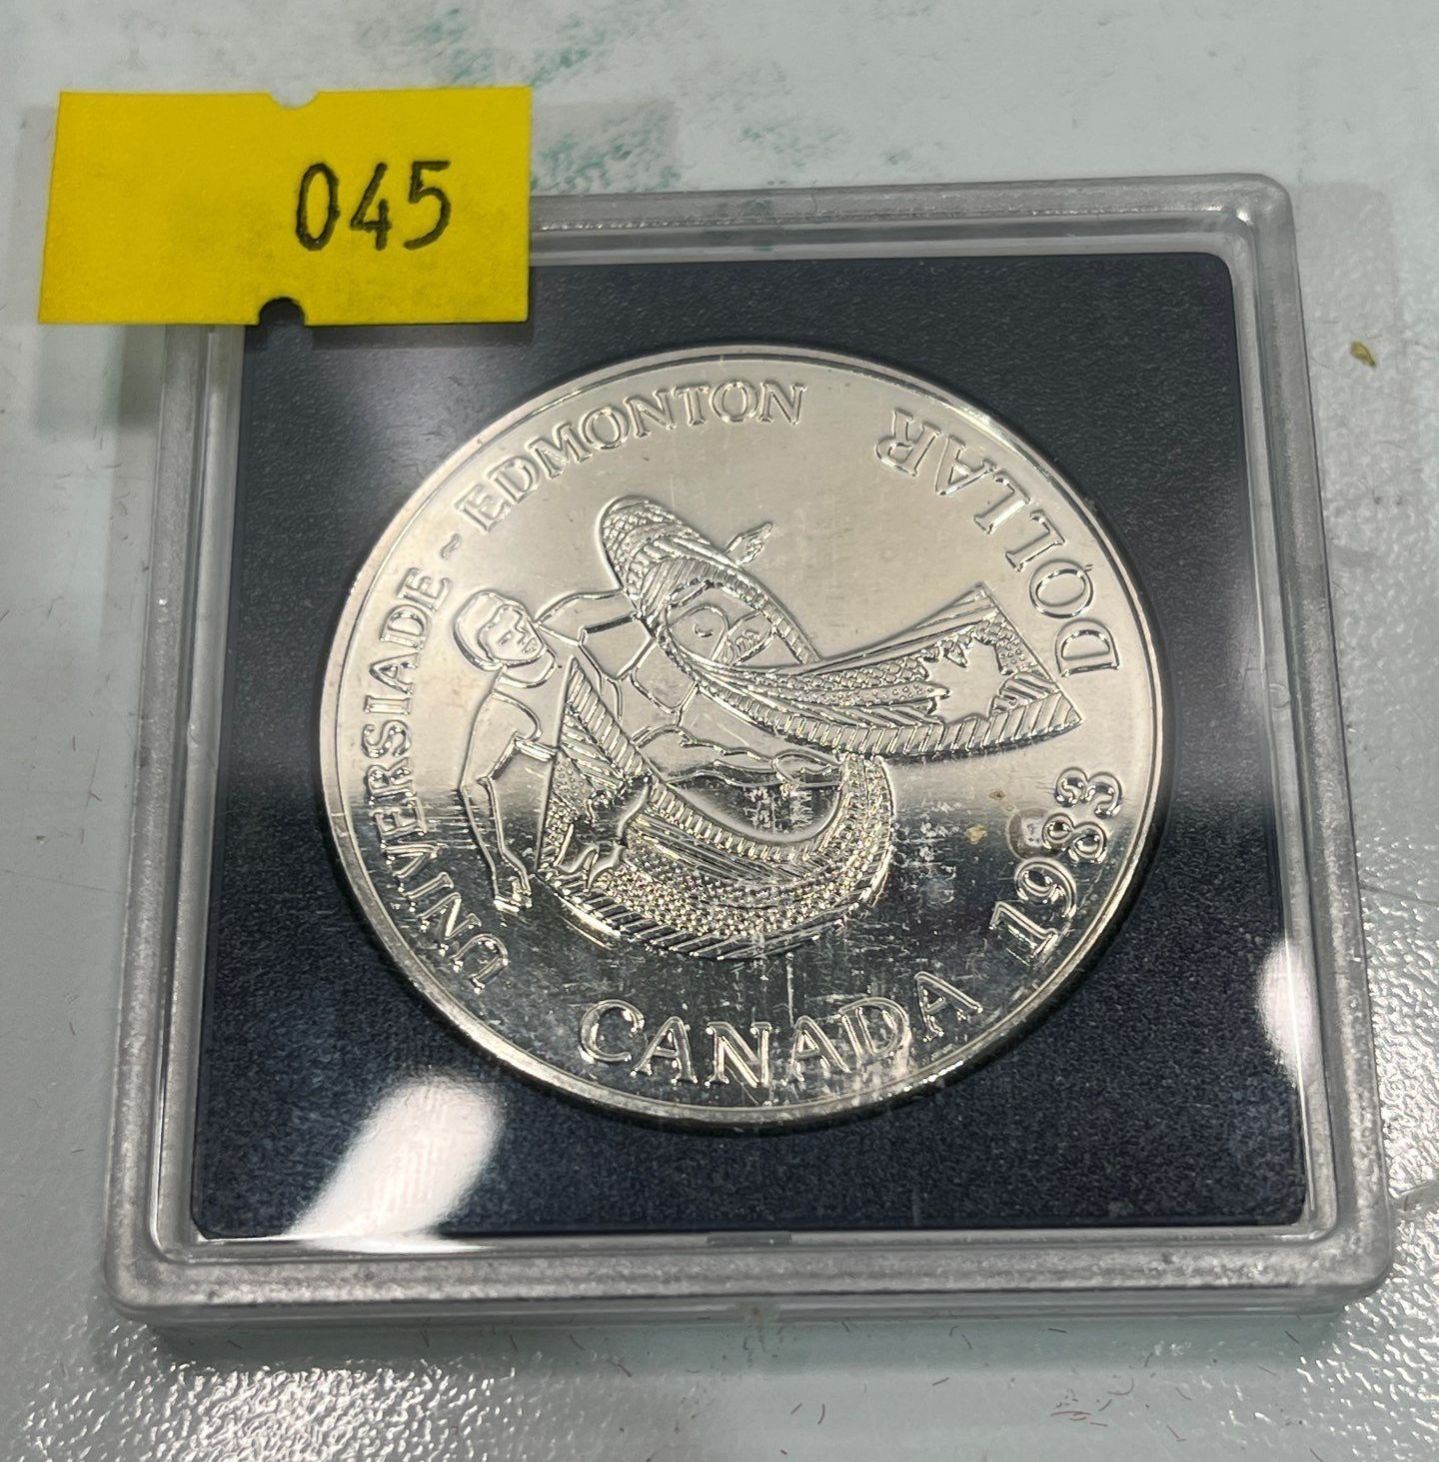 045
UNIVERSIADE ~ EDMONTON
DOLLAR
CANADA 1983